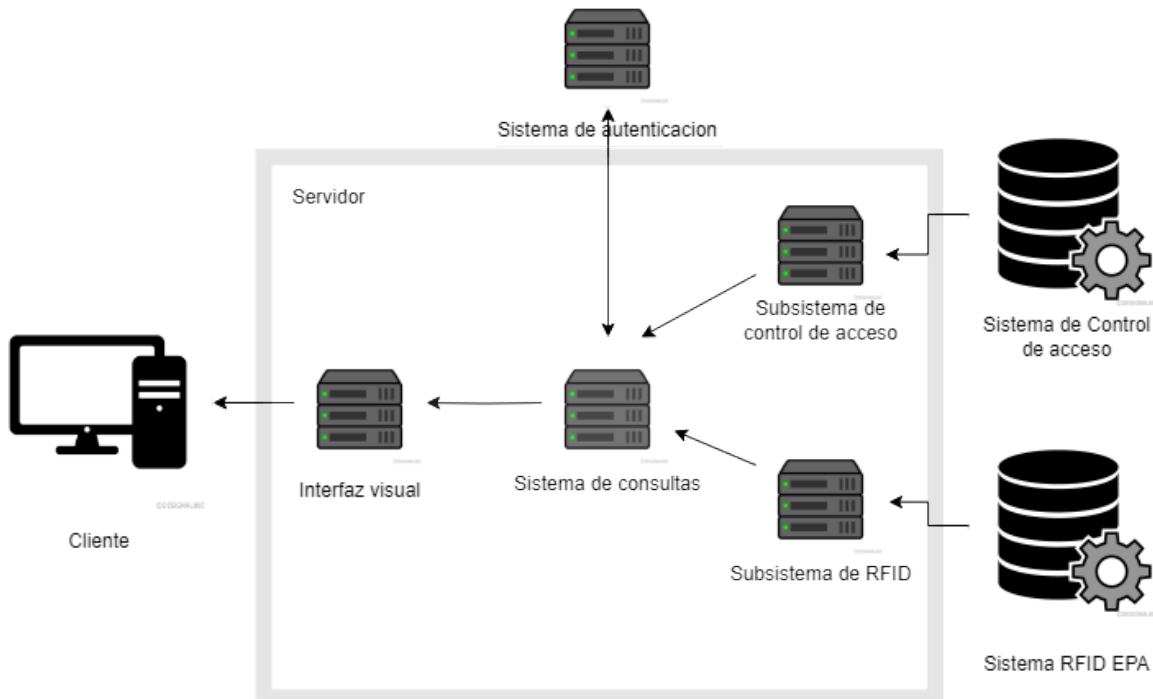 Sistema de autenticacion
Servidor
Subsistema de
control de acceso
Sistema de Control
de acceso
Interfaz visual
Sistema de consultas
Cliente
Subsistema de RFID
Sistema RFID EPA